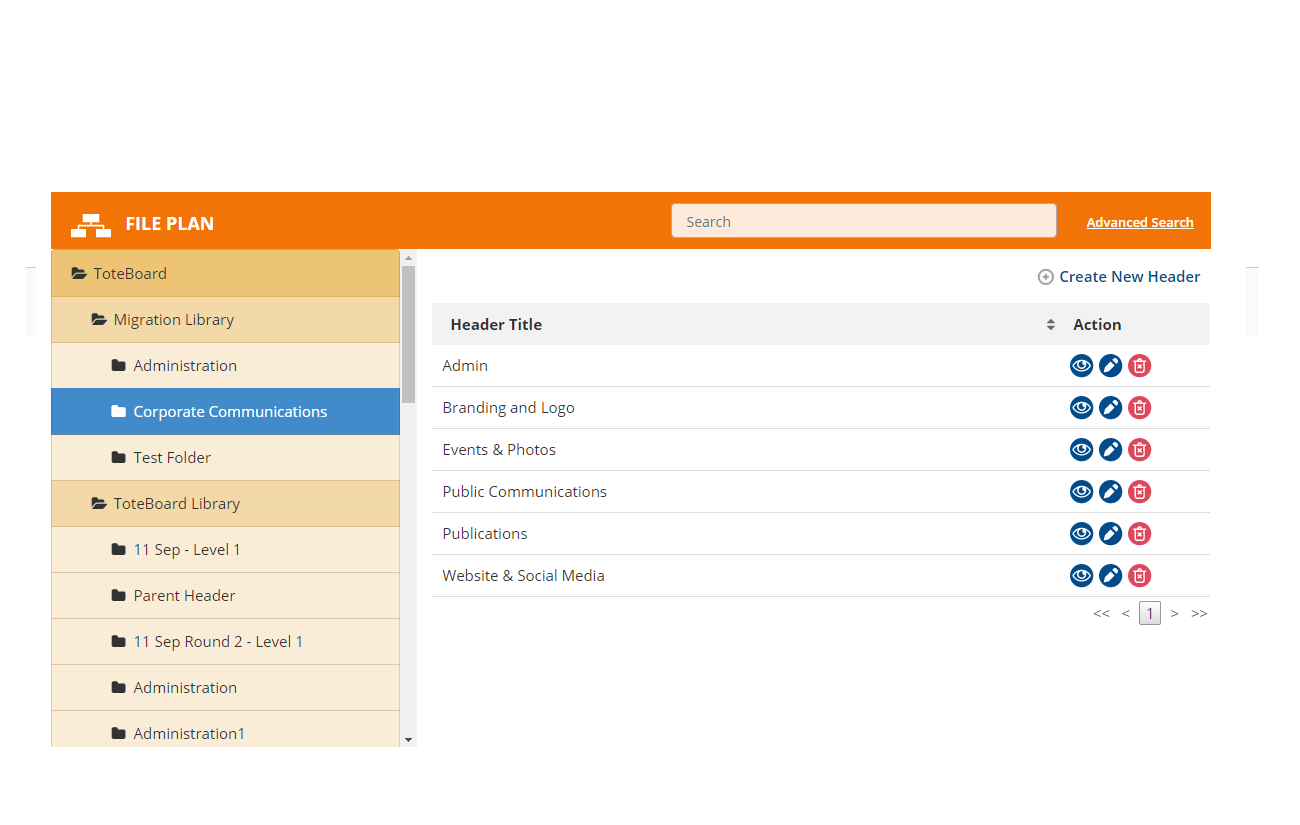 FILE PLAN
Search
Advanced Search
ToteBoard
Migration Library
Administration
Corporate Communications
Test Folder
ToteBoard Library
11 Sep - Level 1
Parent Header
11 Sep Round 2 - Level 1
Administration
Administration1
Create New Header
Header Title Action
Admin
Branding and Logo
Events & Photos
Public Communications
Publications
Website & Social Media
<< < 1 > >>